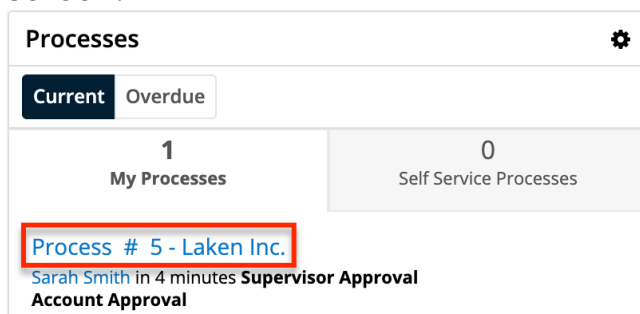 Processes
Current Overdue
1
My Processes
0
Self Service Processes
Process # 5 - Laken Inc.
Sarah Smith in 4 minutes Supervisor Approval
Account Approval